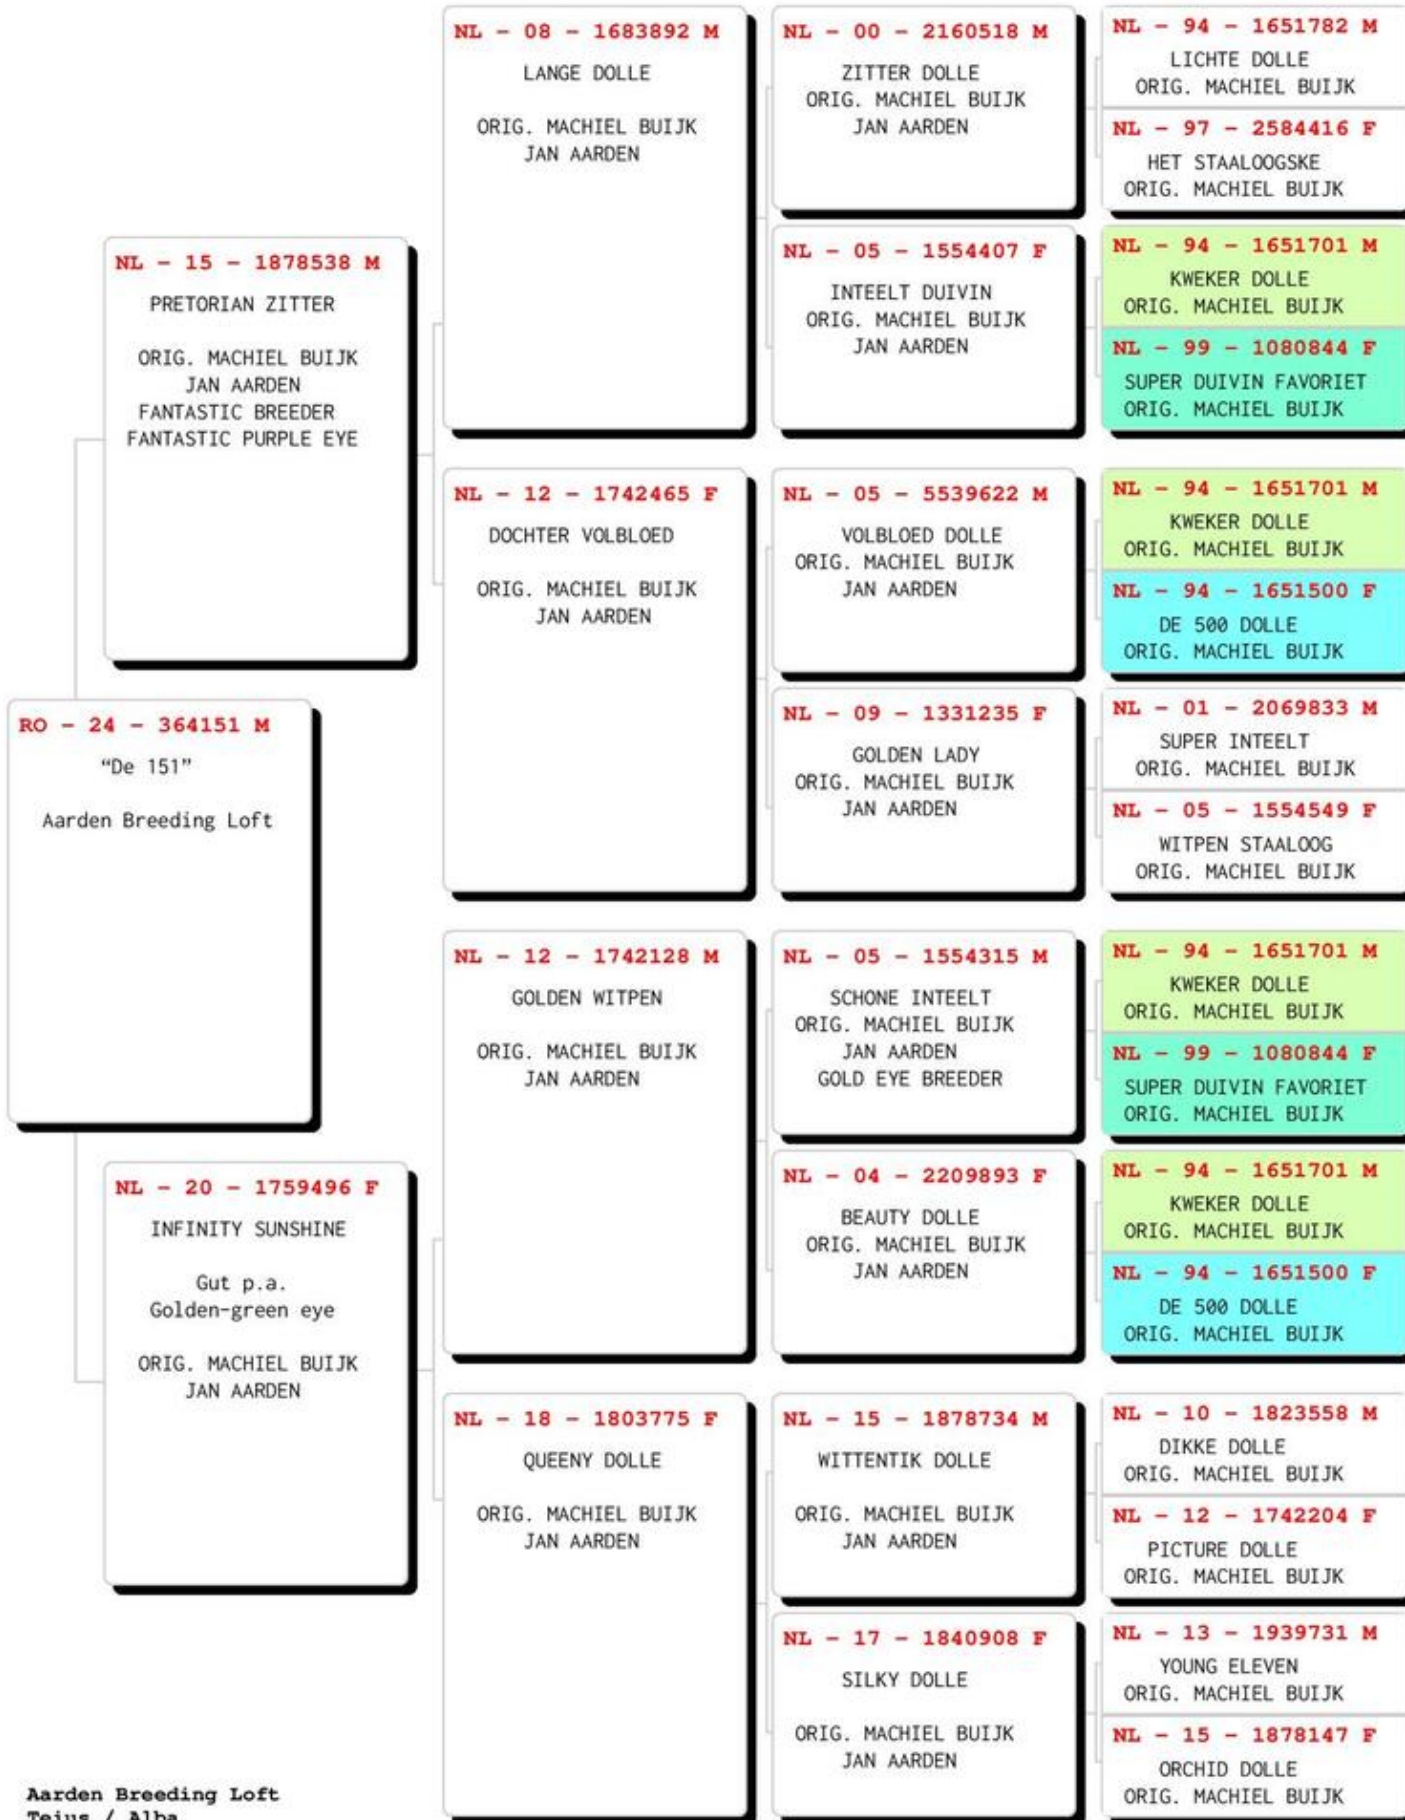 NL - 08 - 1683892 M
LANGE DOLLE
ORIG. MACHIEL BUIJK
JAN AARDEN
NL - 00 - 2160518 M
ZITTER DOLLE
ORIG. MACHIEL BUIJK
JAN AARDEN
NL - 94 - 1651782 M
LICHTE DOLLE
ORIG. MACHIEL BUIJK
NL - 97 - 2584416 F
HET STAALOOGSKE
ORIG. MACHIEL BUIJK
NL - 15 - 1878538 M
PRETORIAN ZITTER
ORIG. MACHIEL BUIJK
JAN AARDEN
FANTASTIC BREEDER
FANTASTIC PURPLE EYE
NL - 05 - 1554407 F
INTEELT DUIVIN
ORIG. MACHIEL BUIJK
JAN AARDEN
NL - 94 - 1651701 M
KWEKER DOLLE
ORIG. MACHIEL BUIJK
NL - 99 - 1080844 F
SUPER DUIVIN FAVORIET
ORIG. MACHIEL BUIJK
NL - 12 - 1742465 F
DOCHTER VOLBLOED
ORIG. MACHIEL BUIJK
JAN AARDEN
NL - 05 - 5539622 M
VOLBLOED DOLLE
ORIG. MACHIEL BUIJK
JAN AARDEN
NL - 94 - 1651701 M
KWEKER DOLLE
ORIG. MACHIEL BUIJK
NL - 94 - 1651500 F
DE 500 DOLLE
ORIG. MACHIEL BUIJK
RO - 24 - 364151 M
“De 151”
Aarden Breeding Loft
NL - 09 - 1331235 F
GOLDEN LADY
ORIG. MACHIEL BUIJK
JAN AARDEN
NL - 01 - 2069833 M
SUPER INTEELT
ORIG. MACHIEL BUIJK
NL - 05 - 1554549 F
WITPEN STAALOOG
ORIG. MACHIEL BUIJK
NL - 12 - 1742128 M
GOLDEN WITPEN
ORIG. MACHIEL BUIJK
JAN AARDEN
NL - 05 - 1554315 M
SCHONE INTEELT
ORIG. MACHIEL BUIJK
JAN AARDEN
GOLD EYE BREEDER
NL - 94 - 1651701 M
KWEKER DOLLE
ORIG. MACHIEL BUIJK
NL - 99 - 1080844 F
SUPER DUIVIN FAVORIET
ORIG. MACHIEL BUIJK
NL - 20 - 1759496 F
INFINITY SUNSHINE
Gut p.a.
Golden-green eye
ORIG. MACHIEL BUIJK
JAN AARDEN
NL - 04 - 2209893 F
BEAUTY DOLLE
ORIG. MACHIEL BUIJK
JAN AARDEN
NL - 94 - 1651701 M
KWEKER DOLLE
ORIG. MACHIEL BUIJK
NL - 94 - 1651500 F
DE 500 DOLLE
ORIG. MACHIEL BUIJK
NL - 18 - 1803775 F
QUEENY DOLLE
ORIG. MACHIEL BUIJK
JAN AARDEN
NL - 15 - 1878734 M
WITTENTIK DOLLE
ORIG. MACHIEL BUIJK
JAN AARDEN
NL - 10 - 1823558 M
DIKKE DOLLE
ORIG. MACHIEL BUIJK
NL - 12 - 1742204 F
PICTURE DOLLE
ORIG. MACHIEL BUIJK
NL - 17 - 1840908 F
SILKY DOLLE
ORIG. MACHIEL BUIJK
JAN AARDEN
NL - 13 - 1939731 M
YOUNG ELEVEN
ORIG. MACHIEL BUIJK
NL - 15 - 1878147 F
ORCHID DOLLE
ORIG. MACHIEL BUIJK
Aarden Breeding Loft
Teius / Alba